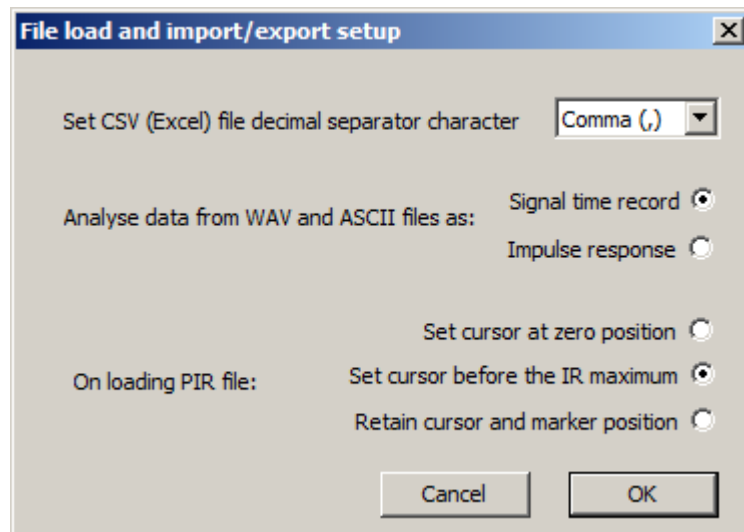 File load and import/export setup
Set CSV (Excel) file decimal separator character Comma (,)
Signal time record
Analyse data from WAV and ASCII files as:
Impulse response
Set cursor at zero position
On loading PIR file: Set cursor before the IR maximum
Retain cursor and marker position
Cancel OK